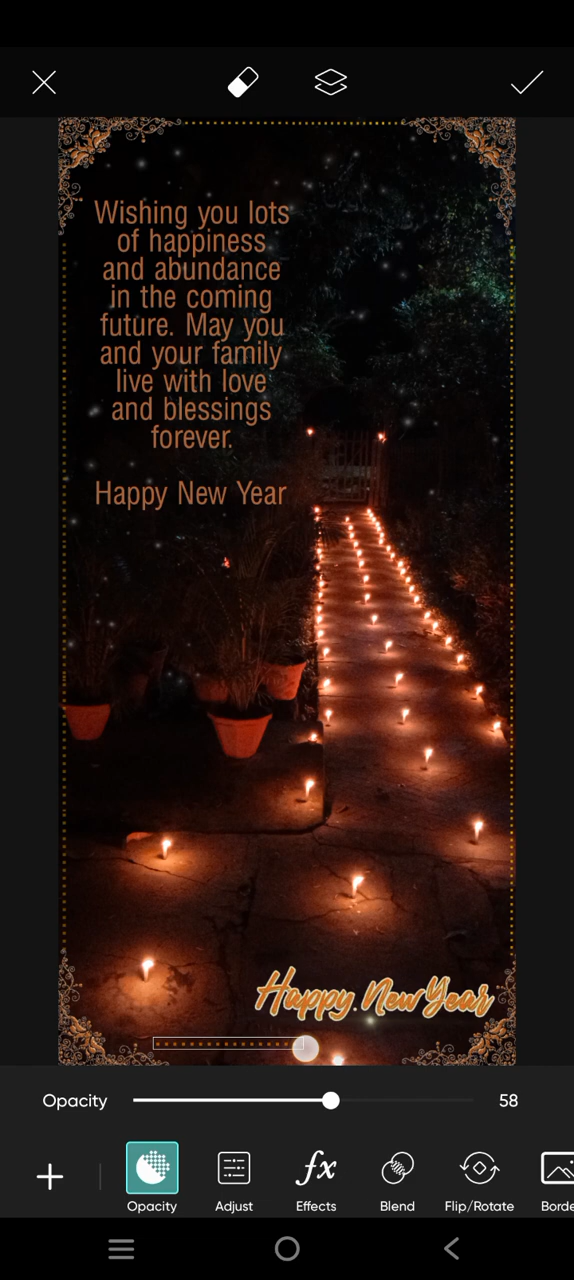 Wishing you lots
of happiness
and abundance
in the coming
future. May you
and your family
live with love
and blessings
forever.
Happy New Year
Happy New Year
Opacity 58
Opacity Adjust Effects Blend Flip/Rotate Borde